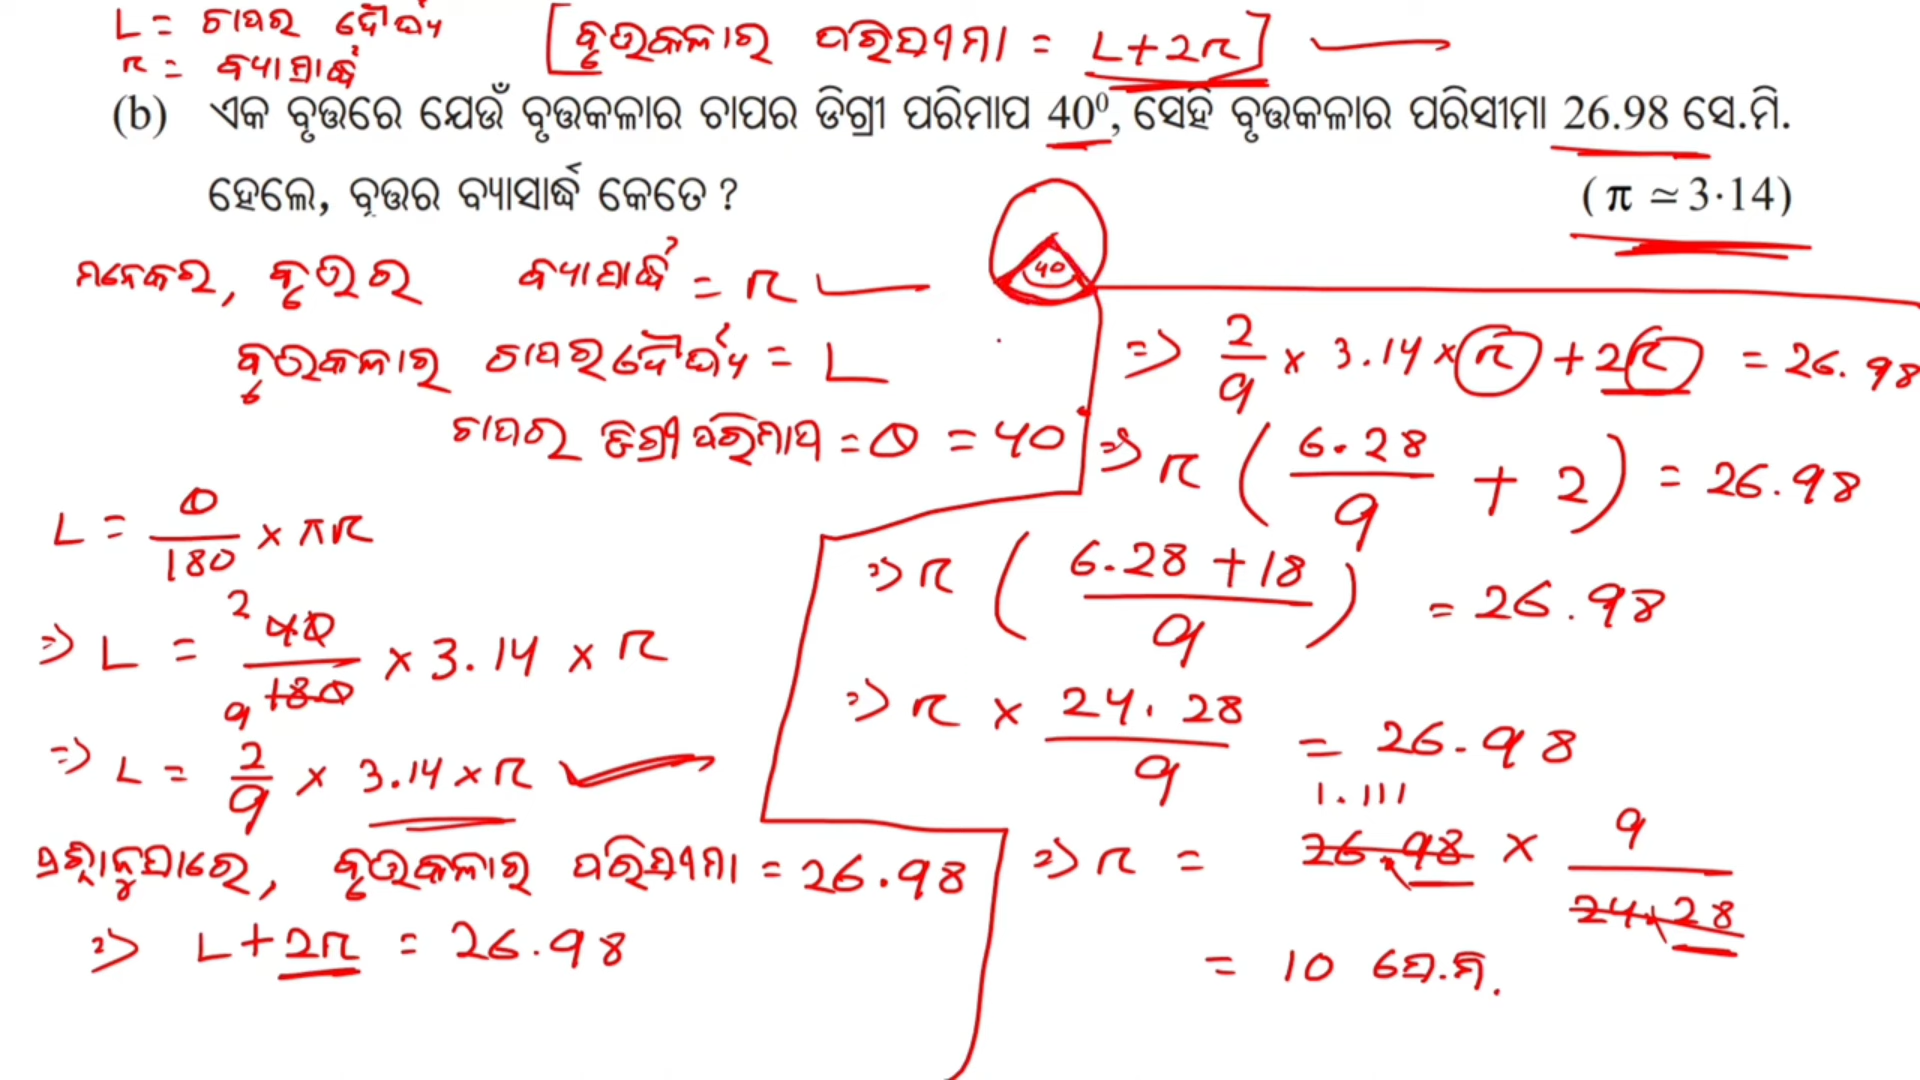 L = ଚାପର ଦୈର୍ଘ୍ୟ
r = ବ୍ୟାସାର୍ଦ୍ଧ
[ବୃତ୍ତକଳାର ପରିସୀମା = L+2r]
(b) ଏକ ବୃତ୍ତରେ ଯେଉଁ ବୃତ୍ତକଳାର ଚାପର ଡିଗ୍ରୀ ପରିମାପ 40⁰, ସେହି ବୃତ୍ତକଳାର ପରିସୀମା 26.98 ସେ.ମି.
ହେଲେ, ବୃତ୍ତର ବ୍ୟାସାର୍ଦ୍ଧ କେତେ ?
( π ≃ 3·14)
40
ମନେକର, ବୃତ୍ତର ବ୍ୟାସାର୍ଦ୍ଧ = r
ବୃତ୍ତକଳାର ଚାପର ଦୈର୍ଘ୍ୟ = L
ଚାପର ଡିଗ୍ରୀ ପରିମାପ = θ = 40
L = θ/180 × πr
⇒ L = 2 40/9 180 × 3.14 × r
⇒ L = 2/9 × 3.14 × r
ପ୍ରଶ୍ନାନୁସାରେ, ବୃତ୍ତକଳାର ପରିସୀମା = 26.98
⇒ L+2r = 26.98
⇒ 2/9 × 3.14 × r + 2r = 26.98
⇒ r ( 6.28/9 + 2 ) = 26.98
⇒ r ( 6.28 + 18/9 ) = 26.98
⇒ r × 24.28/9 = 26.98
1.111
⇒ r = 26.98 × 9/24.28
= 10 ସେ.ମି.